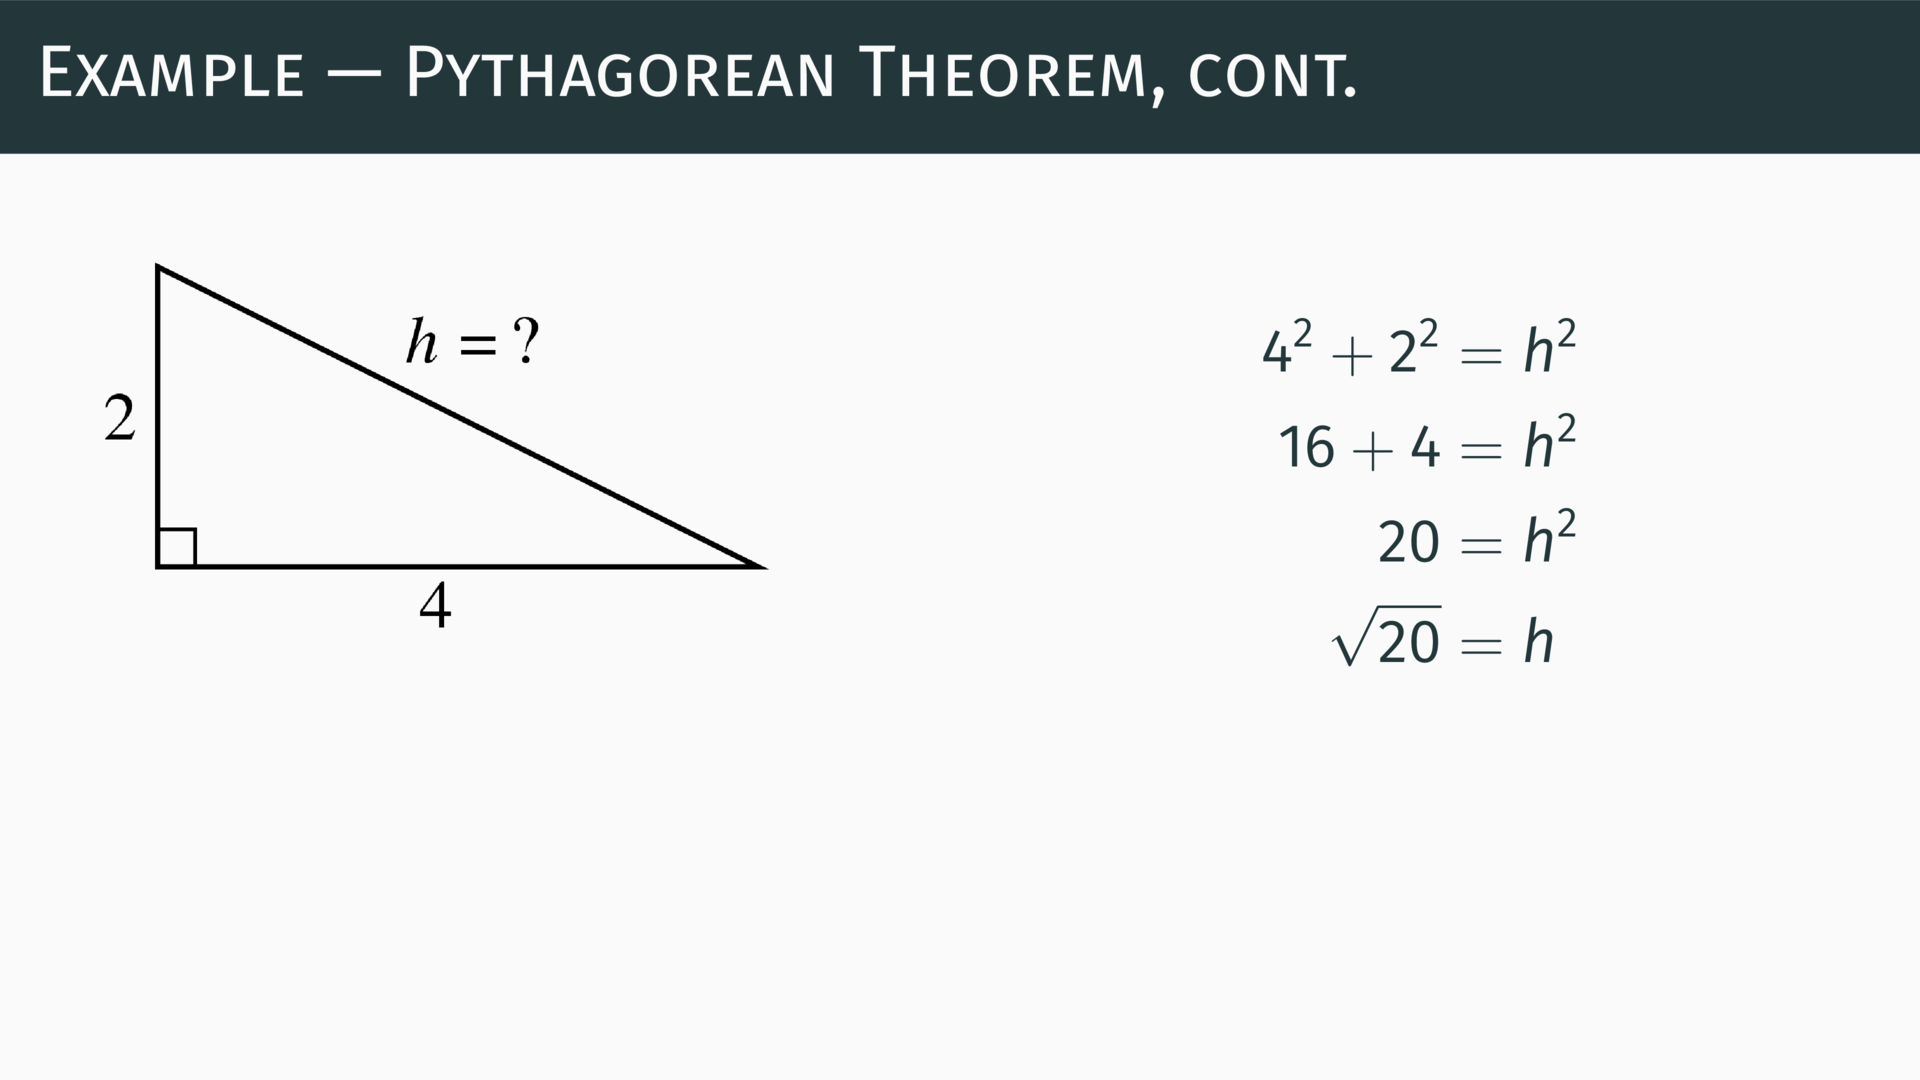 Example — Pythagorean Theorem, cont.
h = ?
2
4
4² + 2² = h²
16 + 4 = h²
20 = h²
√20 = h